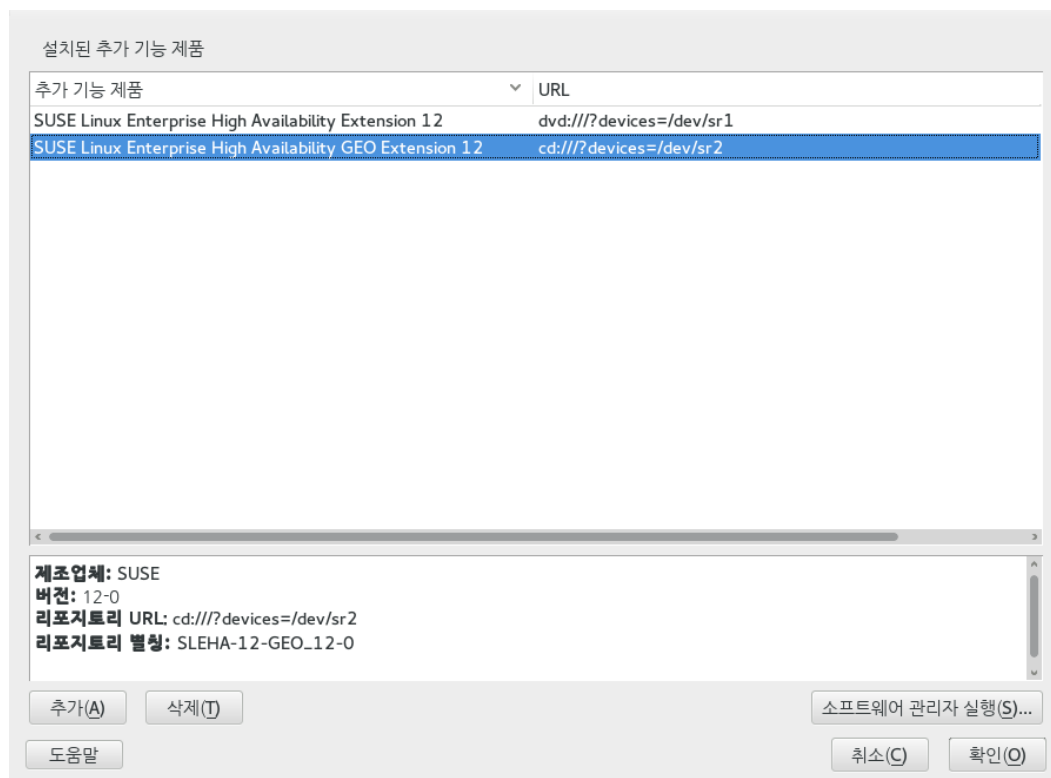 설치된 추가 기능 제품
추가 기능 제품 URL
SUSE Linux Enterprise High Availability Extension 12 dvd:///?devices=/dev/sr1
SUSE Linux Enterprise High Availability GEO Extension 12 cd:///?devices=/dev/sr2
제조업체: SUSE
버전: 12-0
리포지토리 URL: cd:///?devices=/dev/sr2
리포지토리 별칭: SLEHA-12-GEO_12-0
추가(A) 삭제(T) 소프트웨어 관리자 실행(S)...
도움말 취소(C) 확인(O)